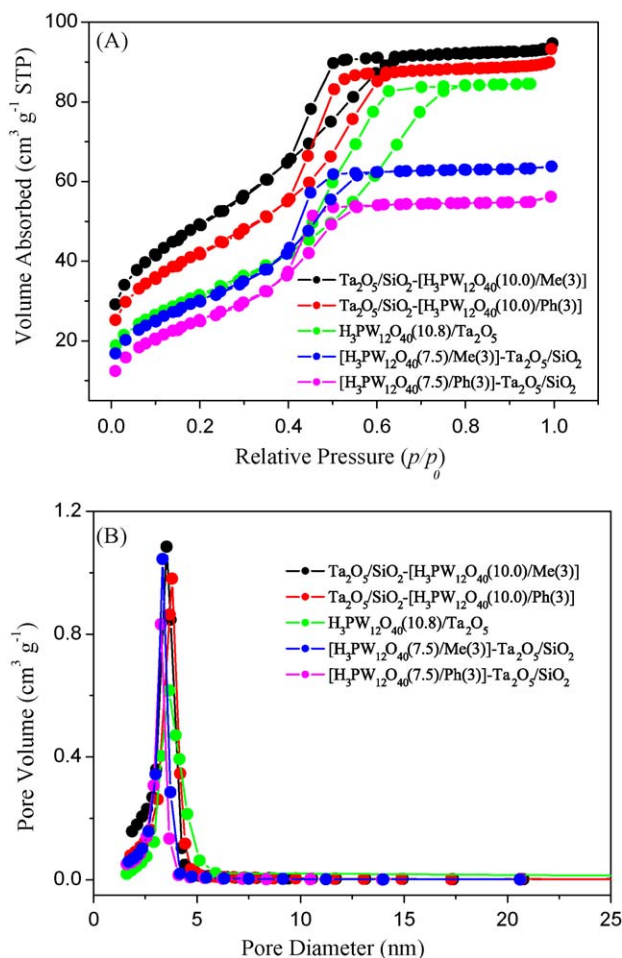 (A)
100
80
60
40
20
Volume Absorbed (cm³ g⁻¹ STP)
Ta₂O₅/SiO₂-[H₃PW₁₂O₄₀(10.0)/Me(3)]
Ta₂O₅/SiO₂-[H₃PW₁₂O₄₀(10.0)/Ph(3)]
H₃PW₁₂O₄₀(10.8)/Ta₂O₅
[H₃PW₁₂O₄₀(7.5)/Me(3)]-Ta₂O₅/SiO₂
[H₃PW₁₂O₄₀(7.5)/Ph(3)]-Ta₂O₅/SiO₂
0.0 0.2 0.4 0.6 0.8 1.0
Relative Pressure (p/p₀)
(B)
1.2
0.8
0.4
0.0
Pore Volume (cm³ g⁻¹)
Ta₂O₅/SiO₂-[H₃PW₁₂O₄₀(10.0)/Me(3)]
Ta₂O₅/SiO₂-[H₃PW₁₂O₄₀(10.0)/Ph(3)]
H₃PW₁₂O₄₀(10.8)/Ta₂O₅
[H₃PW₁₂O₄₀(7.5)/Me(3)]-Ta₂O₅/SiO₂
[H₃PW₁₂O₄₀(7.5)/Ph(3)]-Ta₂O₅/SiO₂
0 5 10 15 20 25
Pore Diameter (nm)